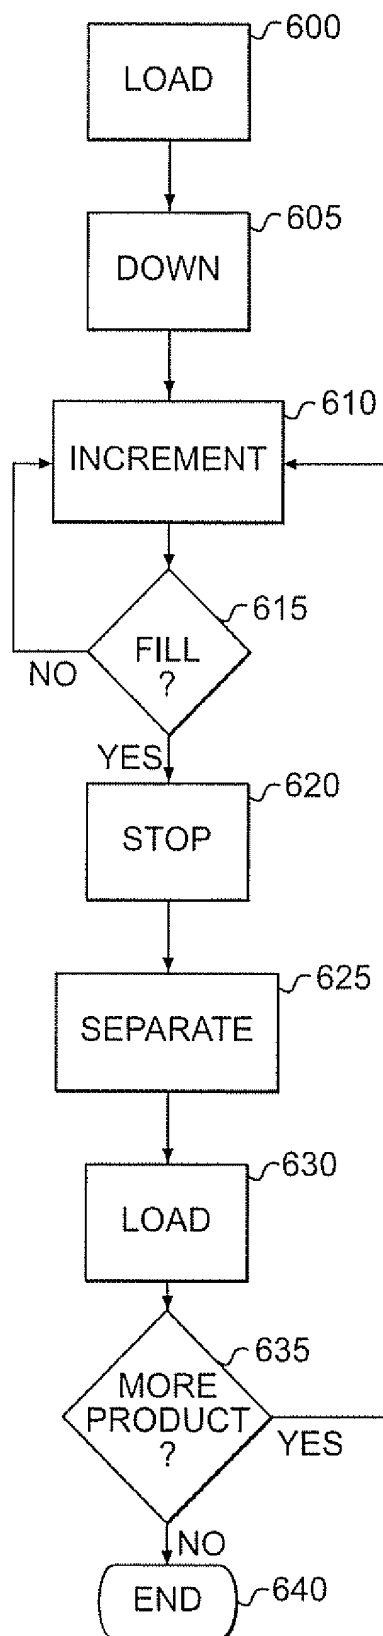 600
LOAD
605
DOWN
610
INCREMENT
615
FILL
?
NO
YES
620
STOP
625
SEPARATE
630
LOAD
635
MORE
PRODUCT
?
YES
NO
END
640